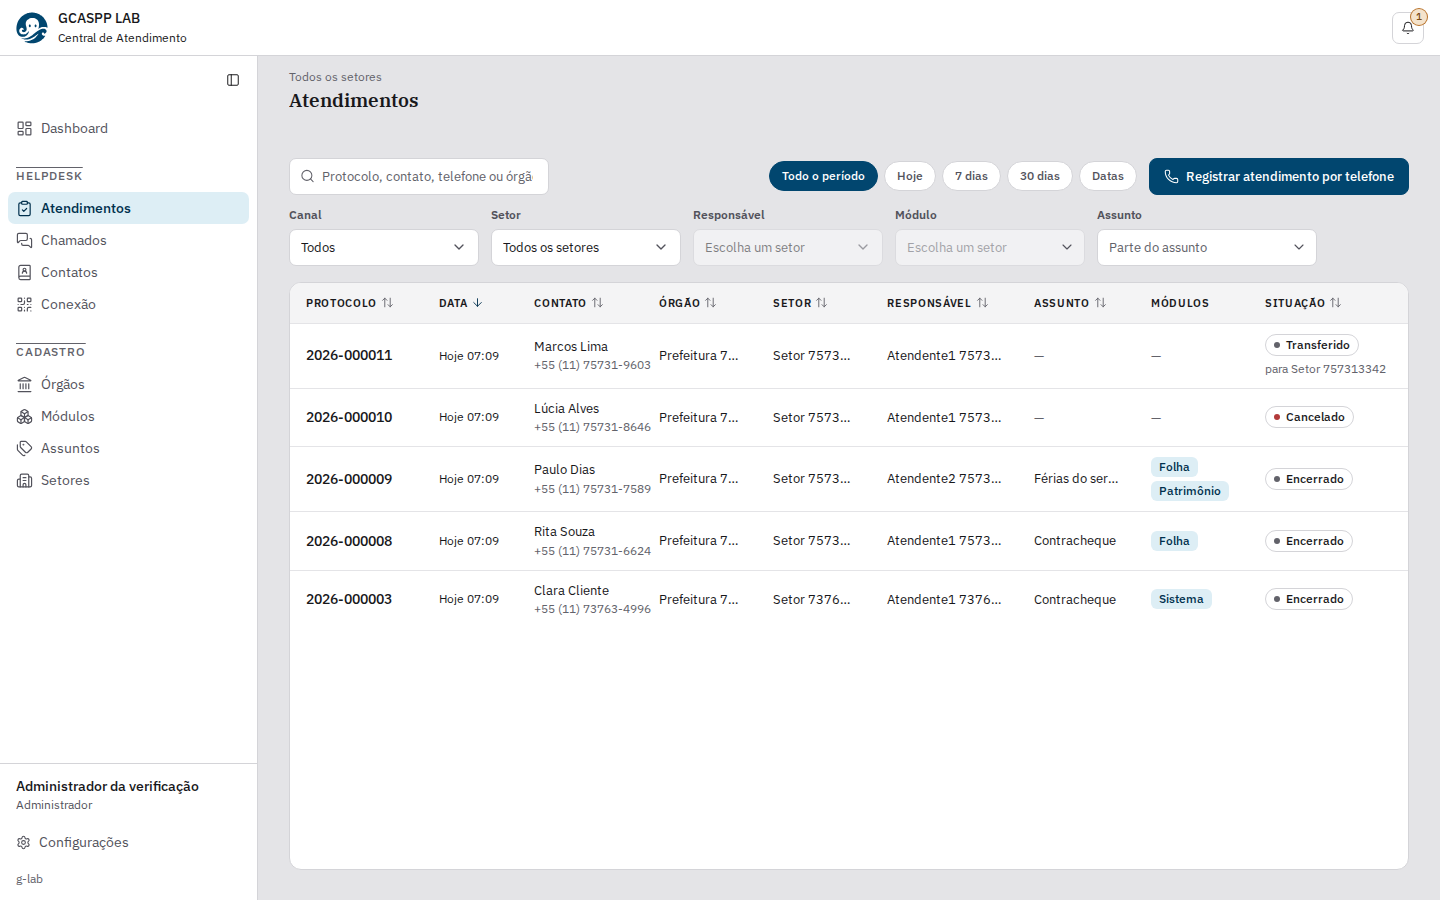 GCASPP LAB
Central de Atendimento
1
Dashboard
HELPDESK
Atendimentos
Chamados
Contatos
Conexão
CADASTRO
Órgãos
Módulos
Assuntos
Setores
Administrador da verificação
Administrador
Configurações
g-lab
Todos os setores
Atendimentos
Protocolo, contato, telefone ou órgã
Todo o período Hoje 7 dias 30 dias Datas Registrar atendimento por telefone
Canal Setor Responsável Módulo Assunto
Todos Todos os setores Escolha um setor Escolha um setor Parte do assunto
PROTOCOLO DATA CONTATO ÓRGÃO SETOR RESPONSÁVEL ASSUNTO MÓDULOS SITUAÇÃO
2026-000011 Hoje 07:09 Marcos Lima Prefeitura 7... Setor 7573... Atendente1 7573... — — Transferido
+55 (11) 75731-9603 para Setor 757313342
2026-000010 Hoje 07:09 Lúcia Alves Prefeitura 7... Setor 7573... Atendente1 7573... — — Cancelado
+55 (11) 75731-8646
2026-000009 Hoje 07:09 Paulo Dias Prefeitura 7... Setor 7573... Atendente2 7573... Férias do ser... Folha Encerrado
+55 (11) 75731-7589 Patrimônio
2026-000008 Hoje 07:09 Rita Souza Prefeitura 7... Setor 7573... Atendente1 7573... Contracheque Folha Encerrado
+55 (11) 75731-6624
2026-000003 Hoje 07:09 Clara Cliente Prefeitura 7... Setor 7376... Atendente1 7376... Contracheque Sistema Encerrado
+55 (11) 73763-4996